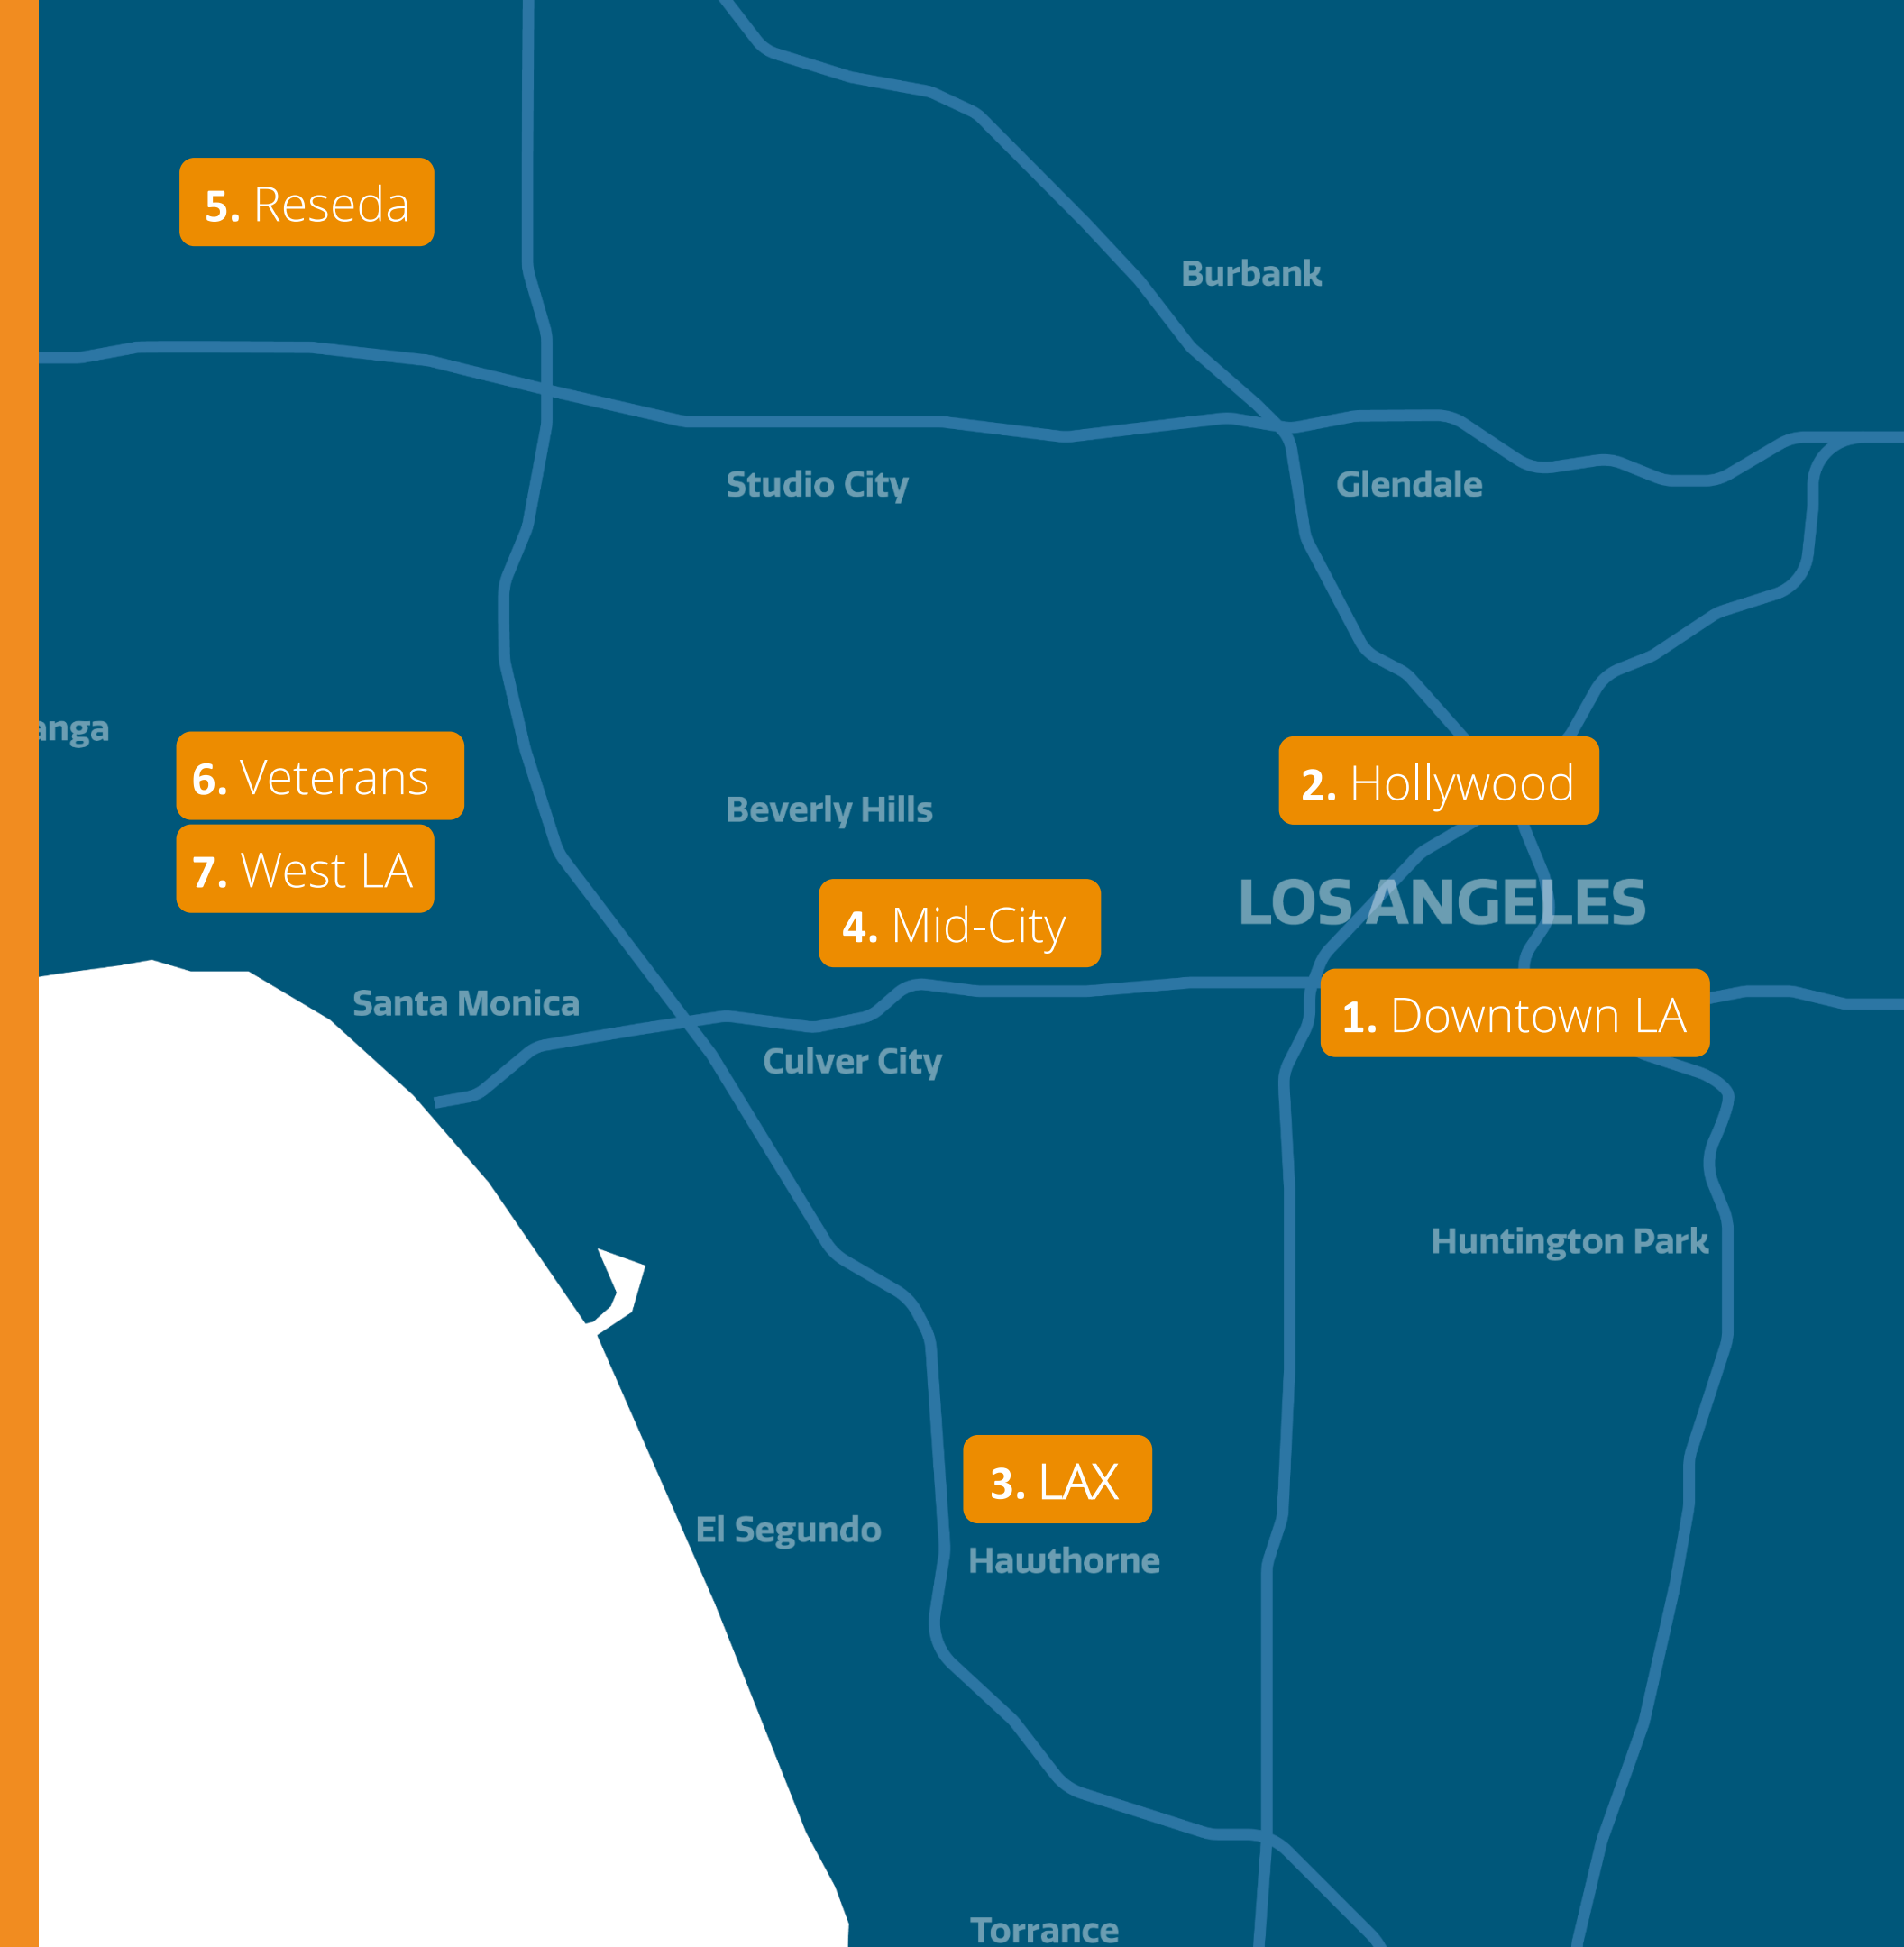 5. Reseda
Burbank
Studio City
Glendale
anga
6. Veterans
2. Hollywood
Beverly Hills
7. West LA
LOS ANGELES
4. Mid-City
Santa Monica
1. Downtown LA
Culver City
Huntington Park
3. LAX
El Segundo
Hawthorne
Torrance